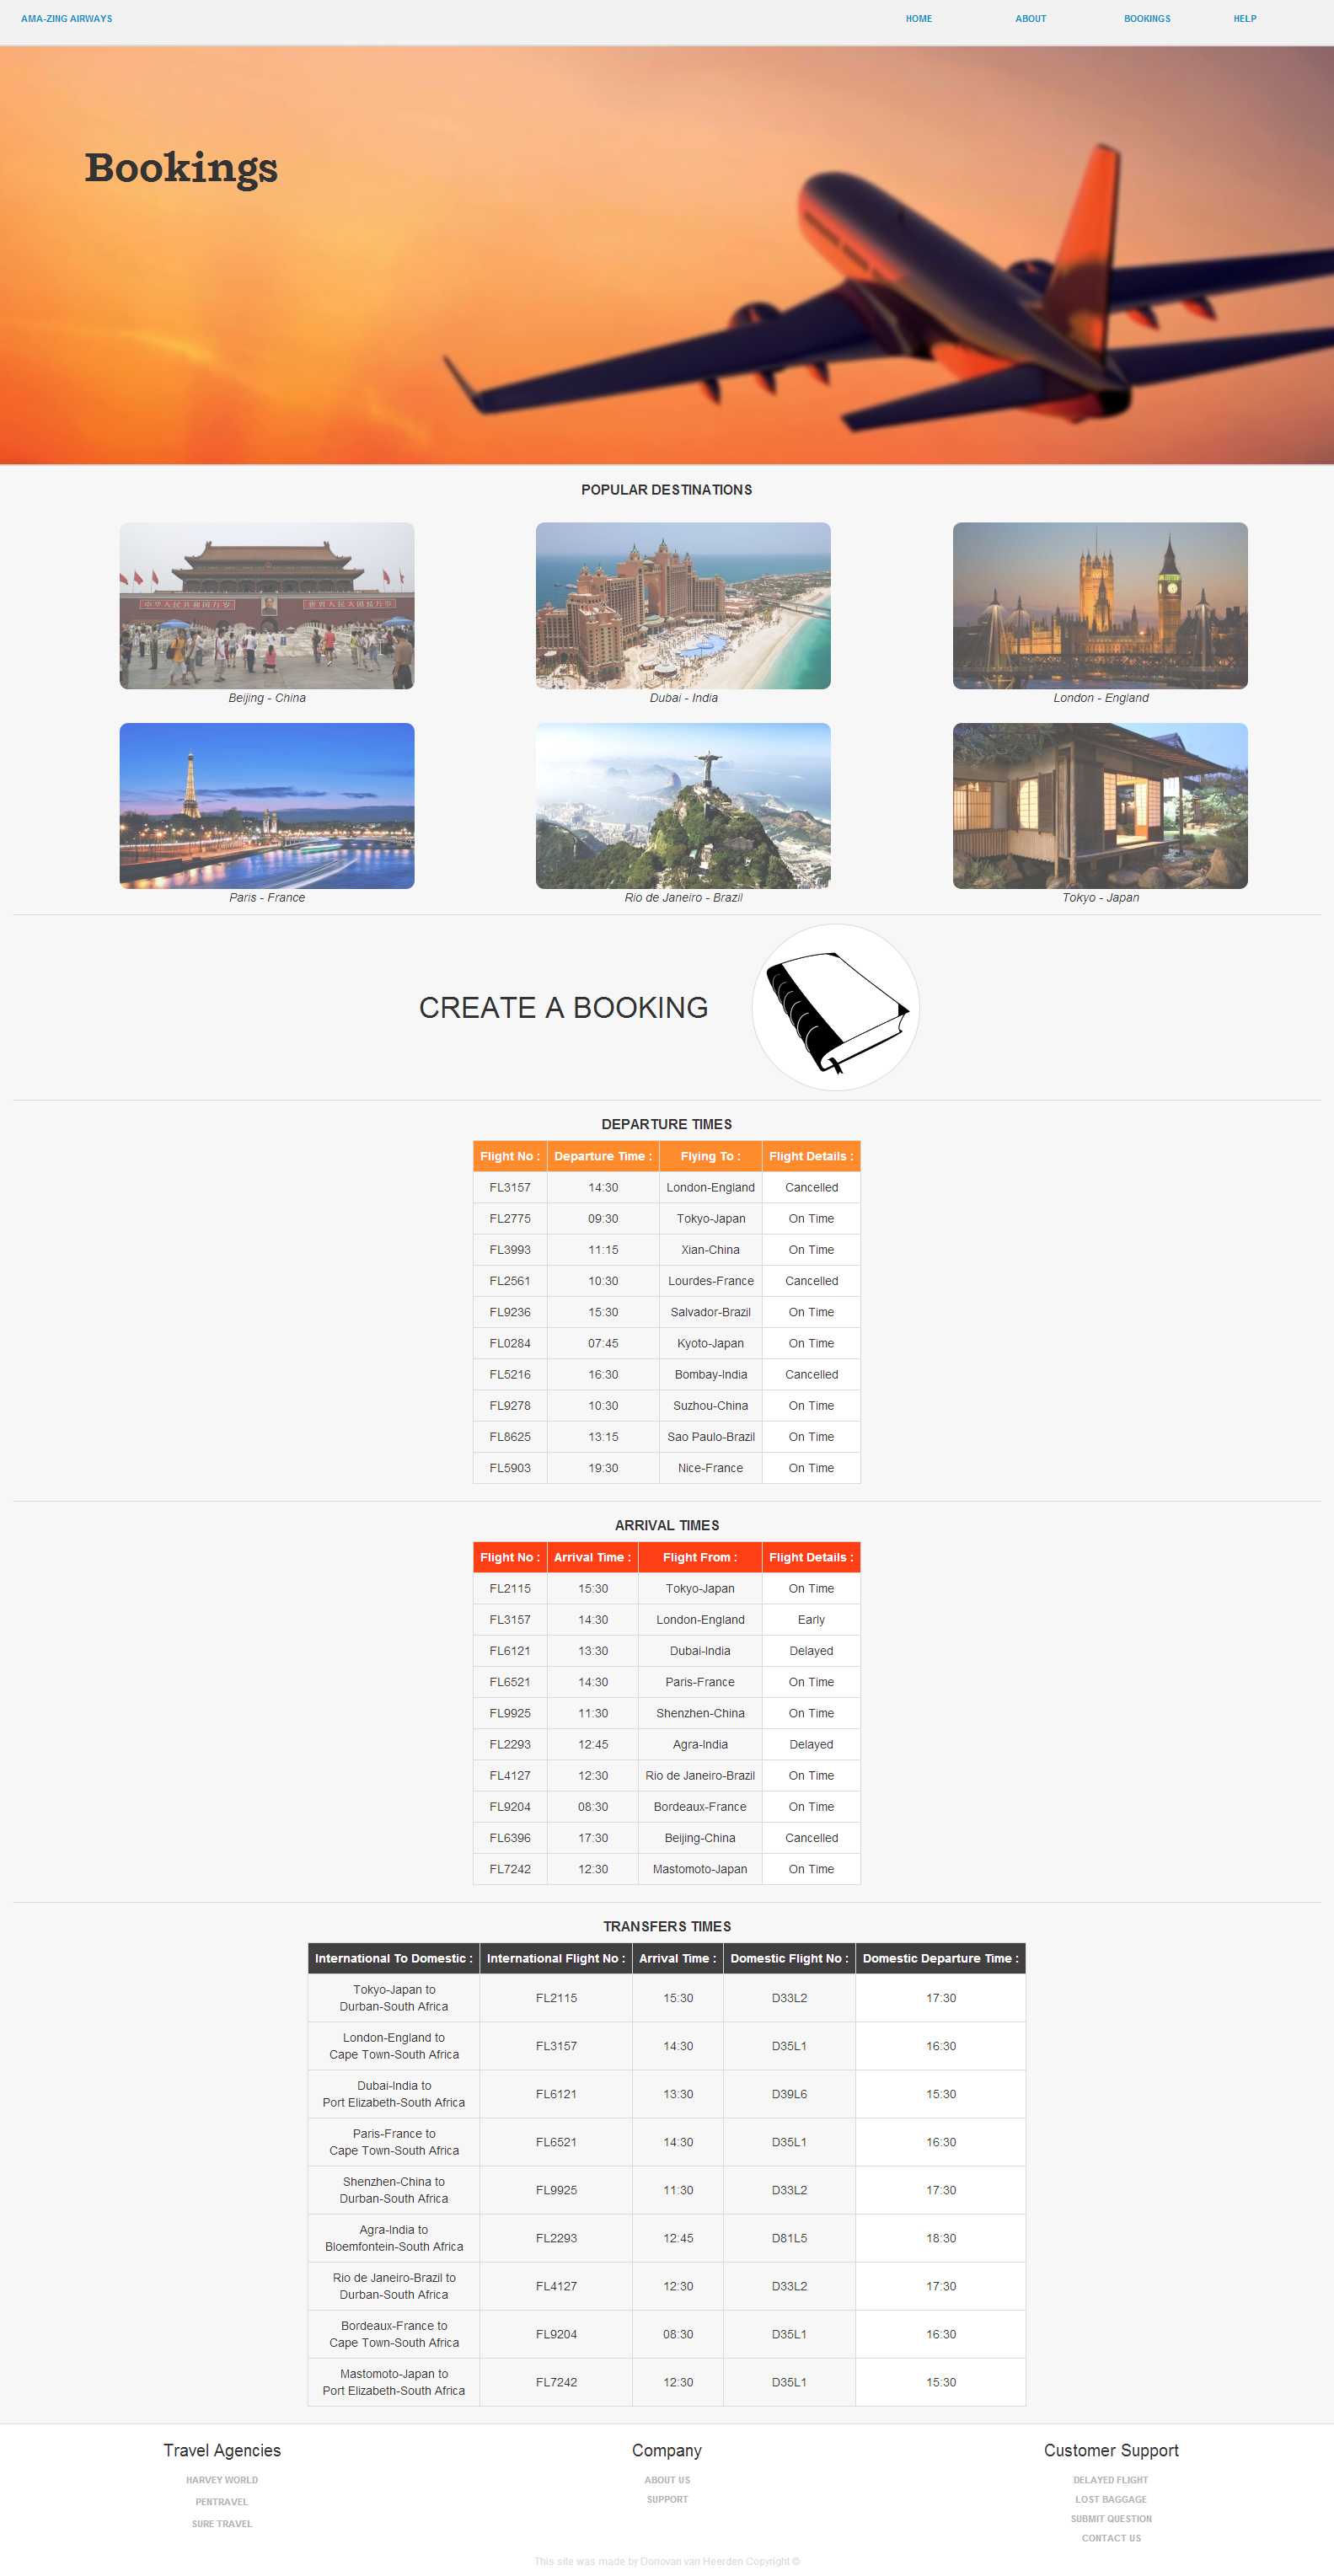 AMA-ZING AIRWAYS HOME ABOUT BOOKINGS HELP
Bookings
POPULAR DESTINATIONS
中华人民共和国万岁 世界人民大团结万岁
Beijing - China Dubai - India London - England
Paris - France Rio de Janeiro - Brazil Tokyo - Japan
CREATE A BOOKING
DEPARTURE TIMES
Flight No : Departure Time : Flying To : Flight Details :
FL3157 14:30 London-England Cancelled
FL2775 09:30 Tokyo-Japan On Time
FL3993 11:15 Xian-China On Time
FL2561 10:30 Lourdes-France Cancelled
FL9236 15:30 Salvador-Brazil On Time
FL0284 07:45 Kyoto-Japan On Time
FL5216 16:30 Bombay-India Cancelled
FL9278 10:30 Suzhou-China On Time
FL8625 13:15 Sao Paulo-Brazil On Time
FL5903 19:30 Nice-France On Time
ARRIVAL TIMES
Flight No : Arrival Time : Flight From : Flight Details :
FL2115 15:30 Tokyo-Japan On Time
FL3157 14:30 London-England Early
FL6121 13:30 Dubai-India Delayed
FL6521 14:30 Paris-France On Time
FL9925 11:30 Shenzhen-China On Time
FL2293 12:45 Agra-India Delayed
FL4127 12:30 Rio de Janeiro-Brazil On Time
FL9204 08:30 Bordeaux-France On Time
FL6396 17:30 Beijing-China Cancelled
FL7242 12:30 Mastomoto-Japan On Time
TRANSFERS TIMES
International To Domestic : International Flight No : Arrival Time : Domestic Flight No : Domestic Departure Time :
Tokyo-Japan to
Durban-South Africa FL2115 15:30 D33L2 17:30
London-England to
Cape Town-South Africa FL3157 14:30 D35L1 16:30
Dubai-India to
Port Elizabeth-South Africa FL6121 13:30 D39L6 15:30
Paris-France to
Cape Town-South Africa FL6521 14:30 D35L1 16:30
Shenzhen-China to
Durban-South Africa FL9925 11:30 D33L2 17:30
Agra-India to
Bloemfontein-South Africa FL2293 12:45 D81L5 18:30
Rio de Janeiro-Brazil to
Durban-South Africa FL4127 12:30 D33L2 17:30
Bordeaux-France to
Cape Town-South Africa FL9204 08:30 D35L1 16:30
Mastomoto-Japan to
Port Elizabeth-South Africa FL7242 12:30 D35L1 15:30
Travel Agencies
HARVEY WORLD
PENTRAVEL
SURE TRAVEL
Company
ABOUT US
SUPPORT
Customer Support
DELAYED FLIGHT
LOST BAGGAGE
SUBMIT QUESTION
CONTACT US
This site was made by Donovan van Heerden Copyright ©